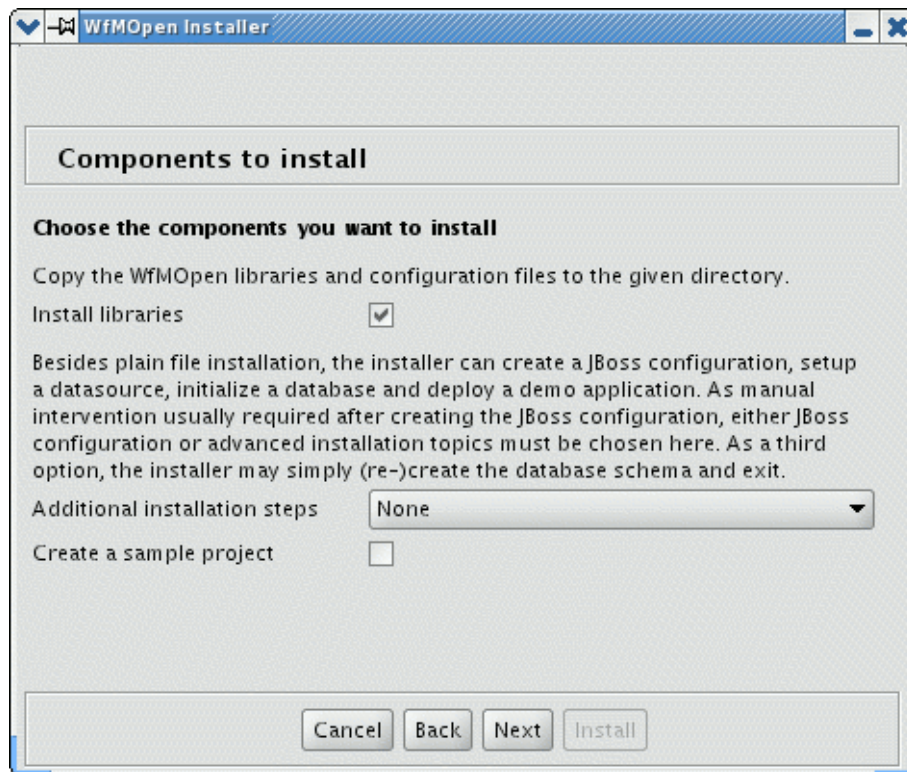 WfMOpen Installer
Components to install
Choose the components you want to install
Copy the WfMOpen libraries and configuration files to the given directory.
Install libraries
Besides plain file installation, the installer can create a JBoss configuration, setup
a datasource, initialize a database and deploy a demo application. As manual
intervention usually required after creating the JBoss configuration, either JBoss
configuration or advanced installation topics must be chosen here. As a third
option, the installer may simply (re-)create the database schema and exit.
Additional installation steps None
Create a sample project
Cancel Back Next Install